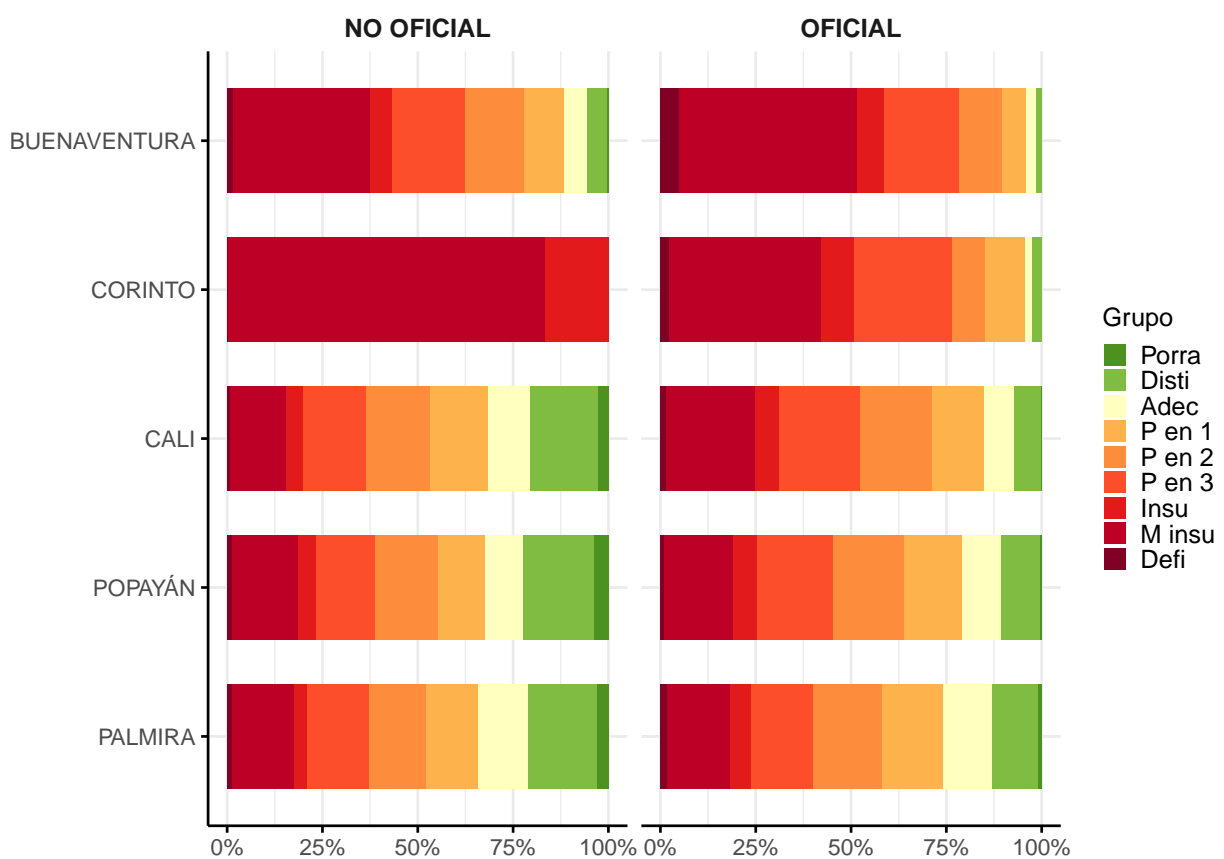 NO OFICIAL
OFICIAL
BUENAVENTURA
CORINTO
CALI
POPAYÁN
PALMIRA
0% 25% 50% 75% 100%
0% 25% 50% 75% 100%
Grupo
Porra
Disti
Adec
P en 1
P en 2
P en 3
Insu
M insu
Defi